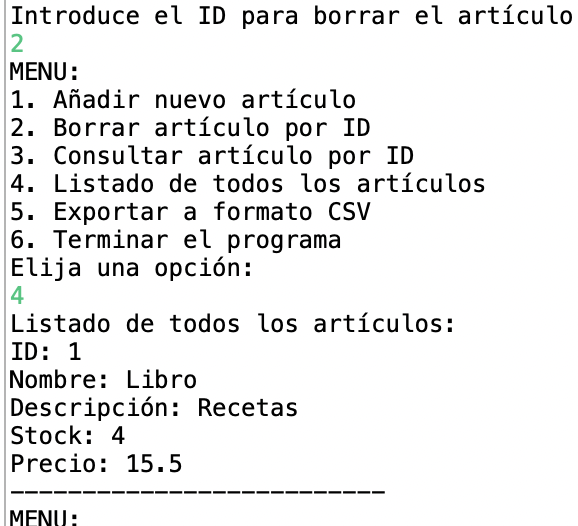 Introduce el ID para borrar el artículo
2
MENU:
1. Añadir nuevo artículo
2. Borrar artículo por ID
3. Consultar artículo por ID
4. Listado de todos los artículos
5. Exportar a formato CSV
6. Terminar el programa
Elija una opción:
4
Listado de todos los artículos:
ID: 1
Nombre: Libro
Descripción: Recetas
Stock: 4
Precio: 15.5
--------------------------
MENU: